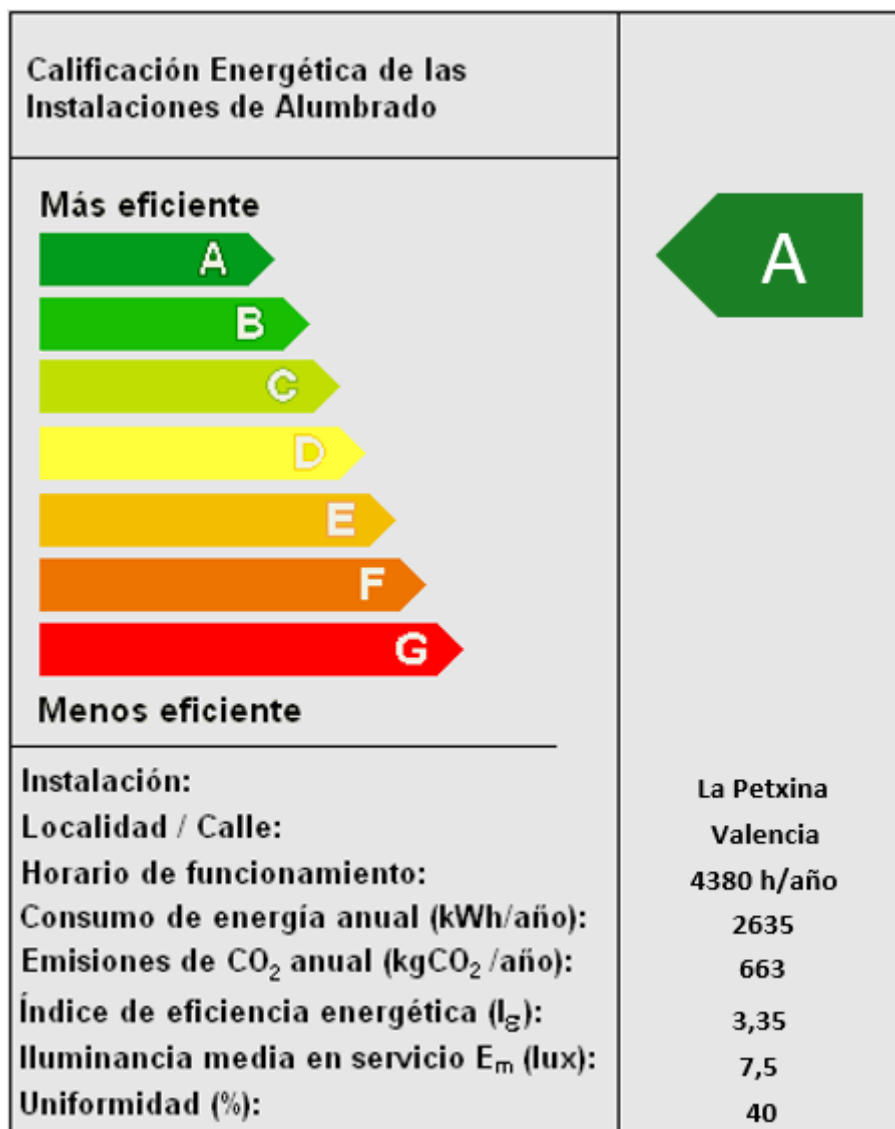 Calificación Energética de las
Instalaciones de Alumbrado
Más eficiente
A
A
B
C
D
E
F
G
Menos eficiente
Instalación: La Petxina
Localidad / Calle: Valencia
Horario de funcionamiento: 4380 h/año
Consumo de energía anual (kWh/año): 2635
Emisiones de CO₂ anual (kgCO₂ /año): 663
Índice de eficiencia energética (Iε): 3,35
Iluminancia media en servicio Eₘ (lux): 7,5
Uniformidad (%): 40